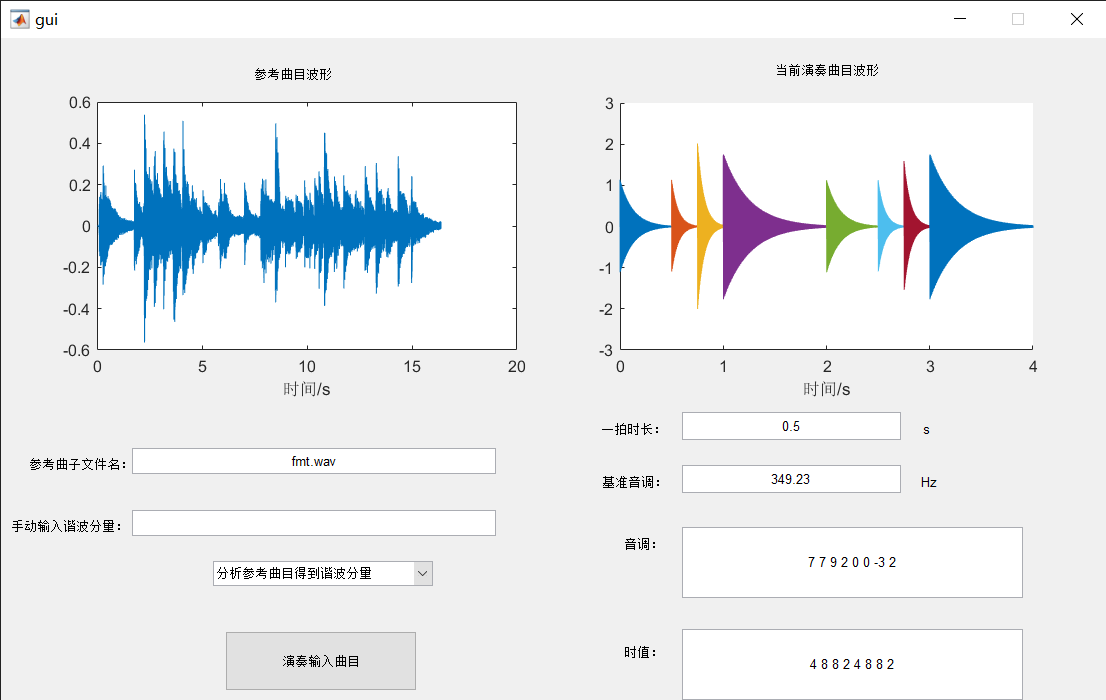 gui
参考曲目波形
0.6
0.4
0.2
0
-0.2
-0.4
-0.6
0 5 10 15 20
时间/s
当前演奏曲目波形
3
2
1
0
-1
-2
-3
0 1 2 3 4
时间/s
参考曲子文件名: fmt.wav
手动输入谐波分量:
分析参考曲目得到谐波分量
演奏输入曲目
一拍时长: 0.5 s
基准音调: 349.23 Hz
音调: 7 7 9 2 0 0 -3 2
时值: 4 8 8 2 4 8 8 2